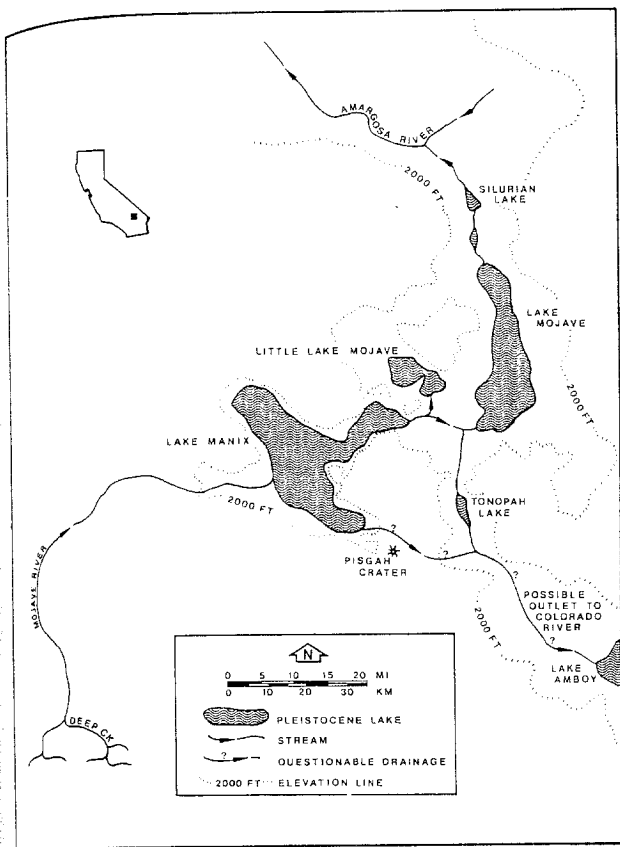 AMARGOSA RIVER
2000 FT
SILURIAN
LAKE
LAKE
MOJAVE
LITTLE LAKE MOJAVE
2000 FT
LAKE MANIX
TONOPAH
LAKE
2000 FT
?
?
PISGAH
CRATER
?
MOJAVE RIVER
POSSIBLE
OUTLET TO
COLORADO
RIVER
2000 FT
?
LAKE
AMBOY
DEEP CK
N
0 5 10 15 20 MI
0 10 20 30 KM
PLEISTOCENE LAKE
STREAM
? QUESTIONABLE DRAINAGE
2000 FT ELEVATION LINE